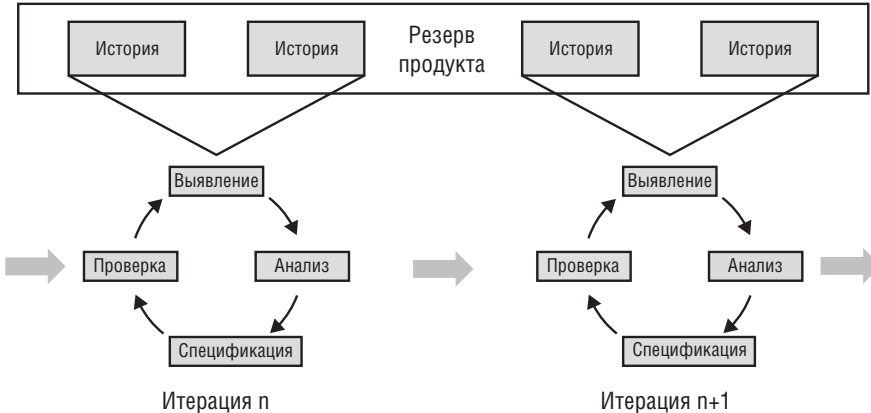 История
История
Резерв
продукта
История
История
Выявление
Проверка
Анализ
Спецификация
Итерация n
Выявление
Проверка
Анализ
Спецификация
Итерация n+1